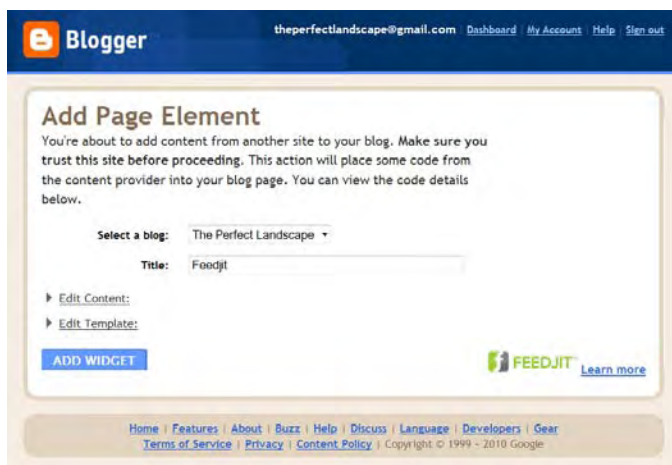 Blogger
theperfectlandscape@gmail.com | Dashboard | My Account | Help | Sign out
Add Page Element
You're about to add content from another site to your blog. Make sure you
trust this site before proceeding. This action will place some code from
the content provider into your blog page. You can view the code details
below.
Select a blog: The Perfect Landscape
Title: Feedjit
Edit Content:
Edit Template:
ADD WIDGET
FEEDJIT™ Learn more
Home | Features | About | Buzz | Help | Discuss | Language | Developers | Gear
Terms of Service | Privacy | Content Policy | Copyright © 1999 - 2010 Google